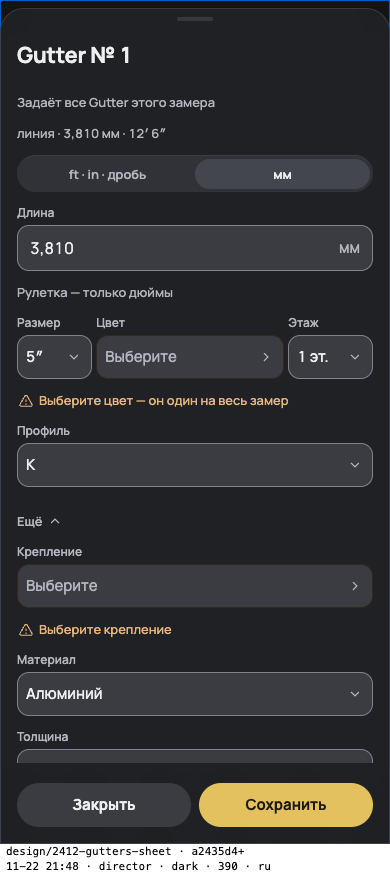 Gutter № 1
Задаёт все Gutter этого замера
линия · 3,810 мм · 12′ 6″
ft · in · дробь
мм
Длина
3,810 мм
Рулетка — только дюймы
Размер Цвет Этаж
5″ Выберите 1 эт.
Выберите цвет — он один на весь замер
Профиль
K
Ещё
Крепление
Выберите
Выберите крепление
Материал
Алюминий
Толщина
Закрыть Сохранить
design/2412-gutters-sheet · a2435d4+
11-22 21:48 · director · dark · 390 · ru